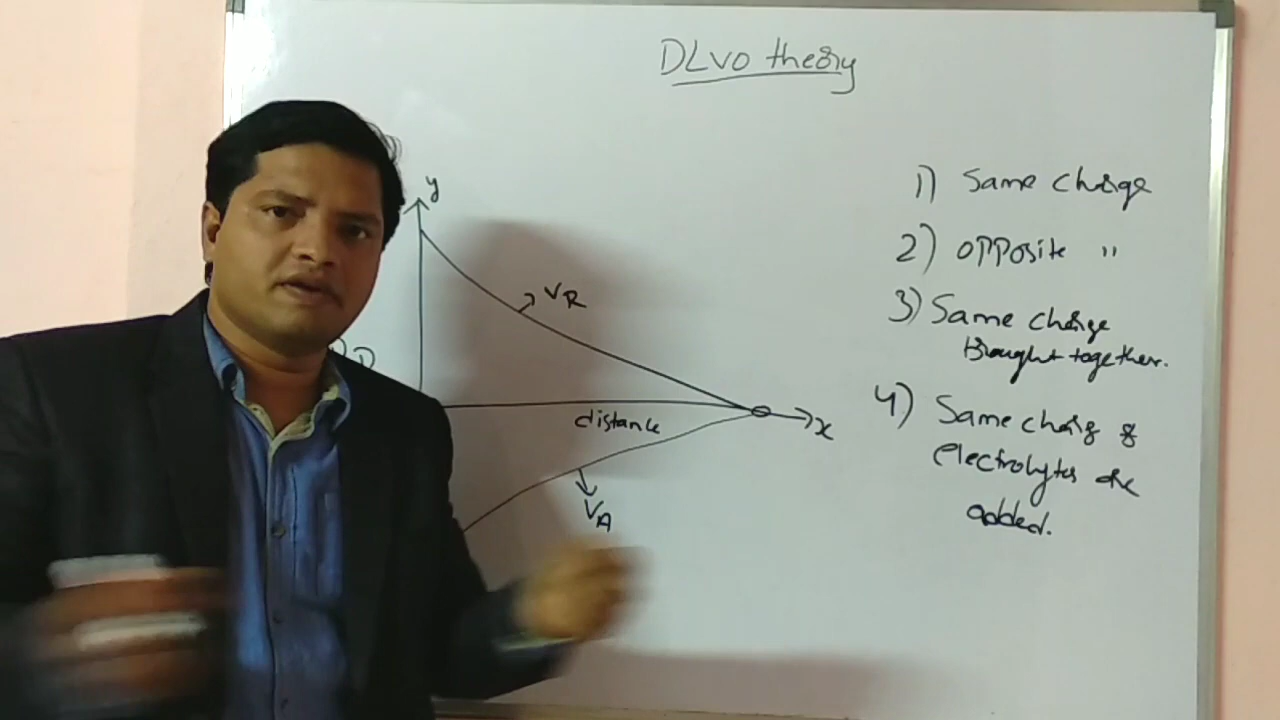 DLVO theory
y
VR
distance
x
VA
1) Same charge
2) opposite "
3) Same charge
Brought together.
4) Same charg &
electrolytes are
added.